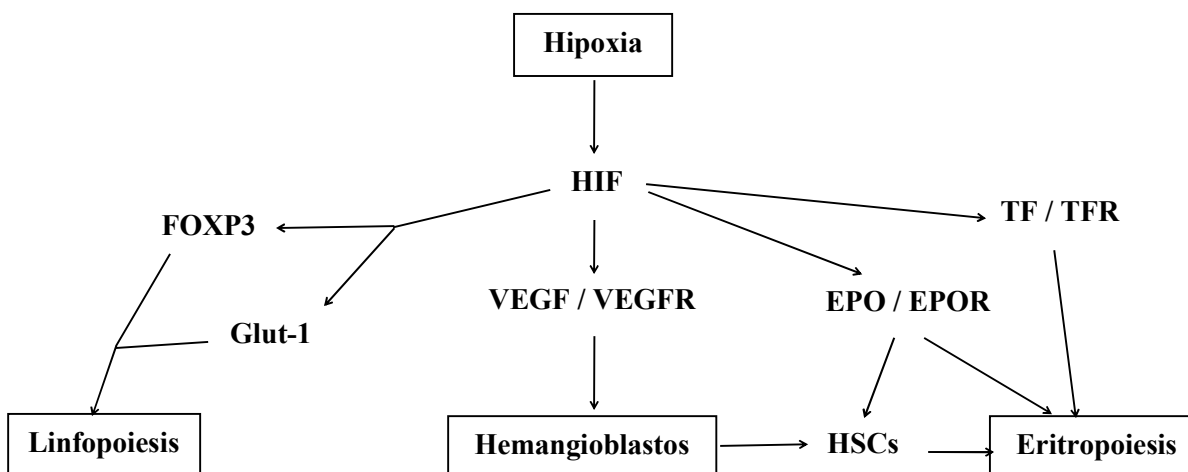 Hipoxia
HIF
FOXP3
TF / TFR
VEGF / VEGFR
EPO / EPOR
Glut-1
Linfopoiesis
Hemangioblastos
HSCs
Eritropoiesis